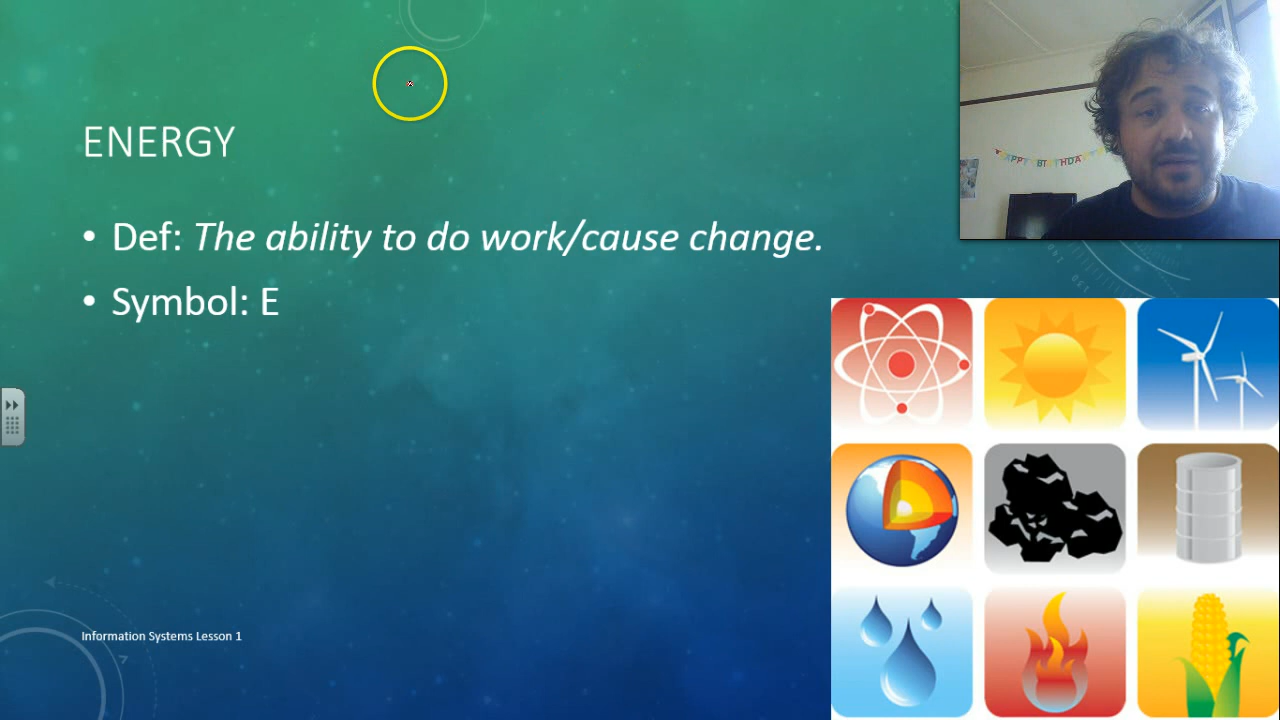 ENERGY
• Def: The ability to do work/cause change.
• Symbol: E
Information Systems Lesson 1